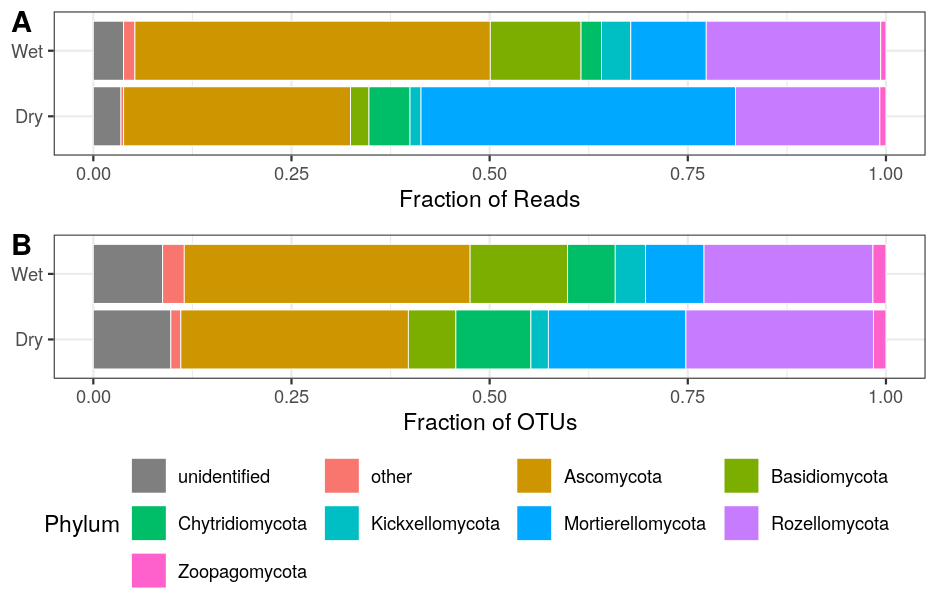 A
Wet
Dry
0.00 0.25 0.50 0.75 1.00
Fraction of Reads
B
Wet
Dry
0.00 0.25 0.50 0.75 1.00
Fraction of OTUs
Phylum
unidentified other Ascomycota Basidiomycota
Chytridiomycota Kickxellomycota Mortierellomycota Rozellomycota
Zoopagomycota